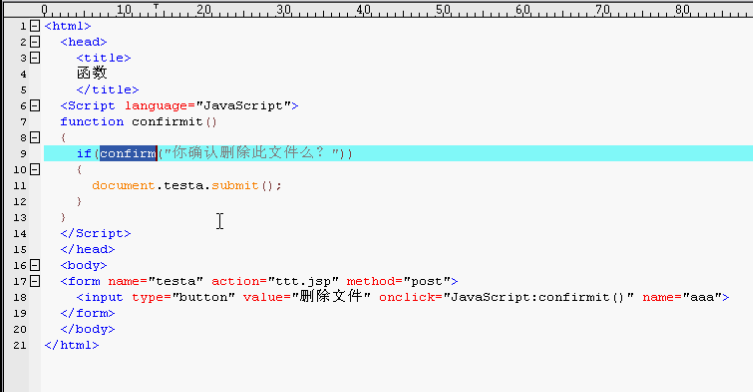 0 10 20 30 40 50 60 70 80
1 <html>
2 <head>
3 <title>
4 函数
5 </title>
6 <Script language="JavaScript">
7 function confirmit()
8 {
9 if(confirm("你确认删除此文件么？"))
10 {
11 document.testa.submit();
12 }
13 }
14 </Script>
15 </head>
16 <body>
17 <form name="testa" action="ttt.jsp" method="post">
18 <input type="button" value="删除文件" onclick="JavaScript:confirmit()" name="aaa">
19 </form>
20 </body>
21 </html>